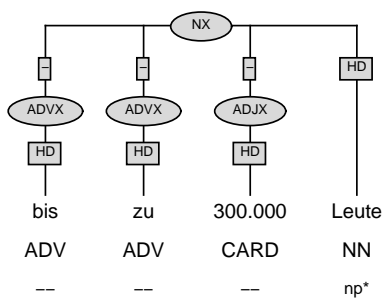 NX
– – – HD
ADVX ADVX ADJX
HD HD HD
bis zu 300.000 Leute
ADV ADV CARD NN
–– –– –– np*